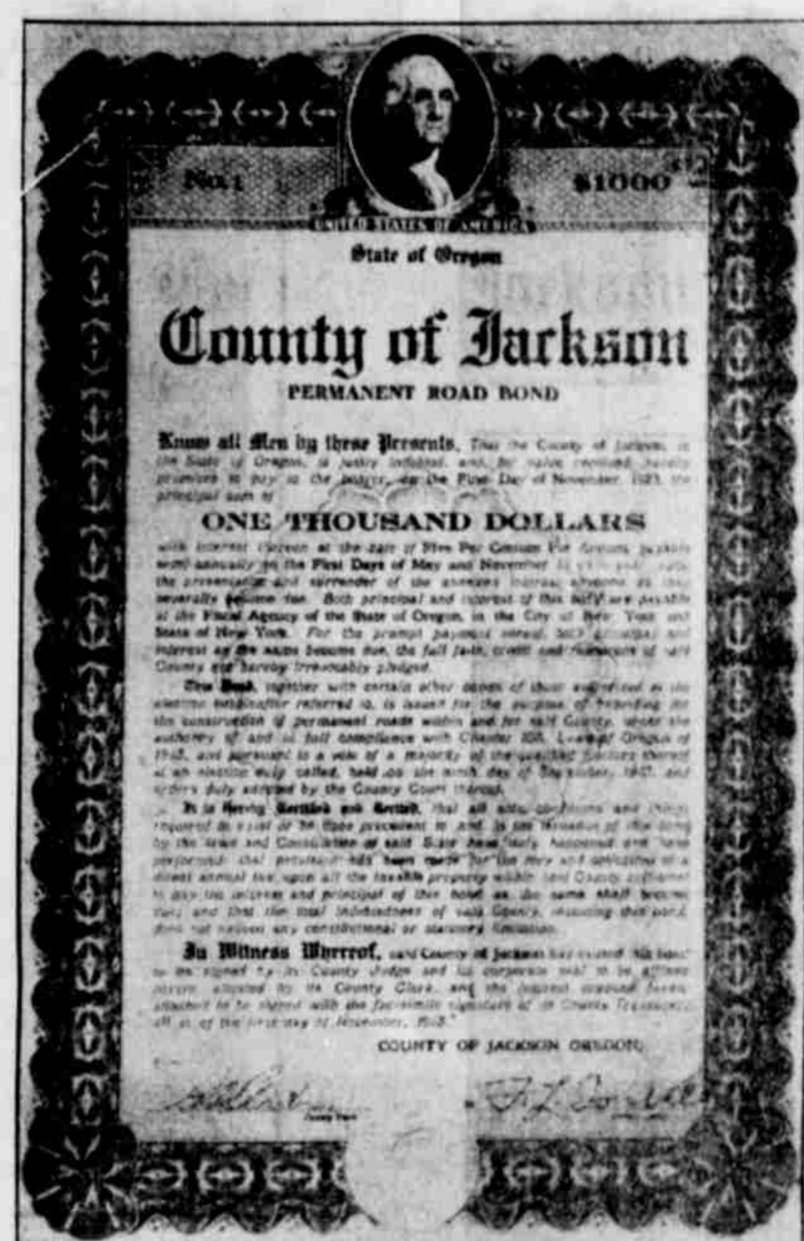 No. 1 $1000
UNITED STATES OF AMERICA
State of Oregon
County of Jackson
PERMANENT ROAD BOND
Know all Men by these Presents, That the County of Jackson, in
the State of Oregon, is justly indebted, and, for value received, hereby
promises to pay to the bearer, on the First Day of November, the
principal sum of
ONE THOUSAND DOLLARS
with interest thereon at the rate of Five Per Centum Per Annum, payable
semi-annually on the First Days of May and November
the presentation and surrender of the annexed interest coupons as they
severally become due. Both principal and interest of this bond are payable
at the Fiscal Agency of the State of Oregon, in the City of New York and
State of New York. For the prompt payment hereof, both principal and
interest as the same become due, the full faith, credit and resources of said
County are hereby irrevocably pledged.
This Bond, together with certain other bonds of those authorized at the
election hereinafter referred to, is issued for the purpose of providing for
the construction of permanent roads within and for said County, under the
authority of and in full compliance with Chapter Laws of Oregon of
and pursuant to a vote of a majority of the qualified thereof
at an election duly called, held on the ninth day of September, and
orders duly adopted by the County Court thereof.
It is Hereby Certified and Recited, that all acts, conditions and things
required to exist or be done precedent to and in the issuance of this bond
by the laws and Constitution of said State have duly happened and been
performed; that provision has been made for the levy and collection of a
direct annual tax upon all the taxable property within said County sufficient
to pay the interest and principal of this bond as the same shall become
due; and that the total indebtedness of said County, including this bond,
does not exceed any constitutional or statutory limitation.
In Witness Whereof, said County of Jackson has caused this bond
to be signed by its County Judge and its corporate seal to be affixed
attested by its County Clerk, and the interest coupons
attached to be signed with the facsimile signature of its County Treasurer,
all as of the first day of November,
COUNTY OF JACKSON OREGON,